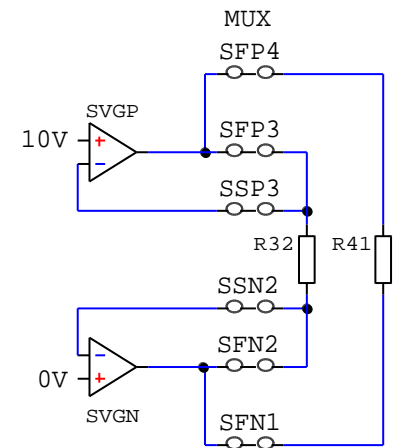 MUX
SFP4
SVGP
10V
+
−
SFP3
SSP3
R32
R41
SSN2
−
SFN2
0V
+
SVGN
SFN1